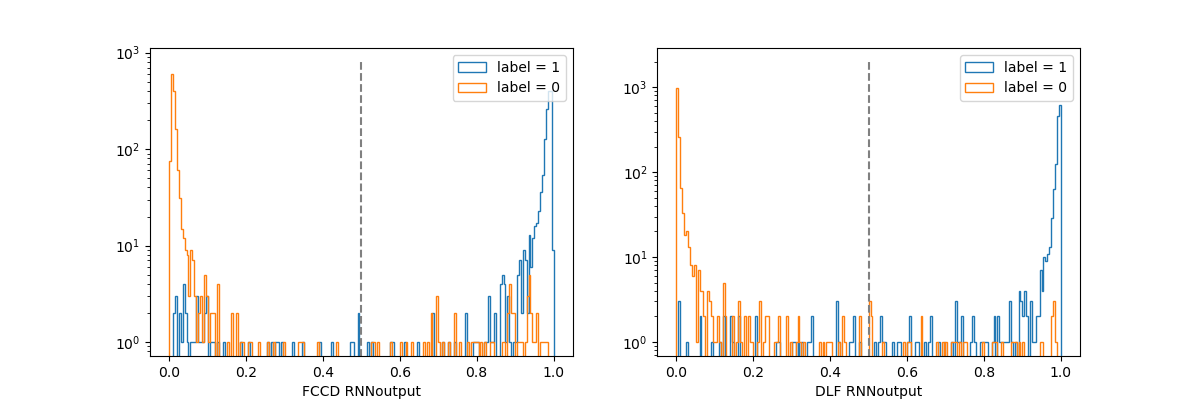 label = 1
label = 0
10³
10²
10¹
10⁰
0.0 0.2 0.4 0.6 0.8 1.0
FCCD RNNoutput
label = 1
label = 0
10³
10²
10¹
10⁰
0.0 0.2 0.4 0.6 0.8 1.0
DLF RNNoutput